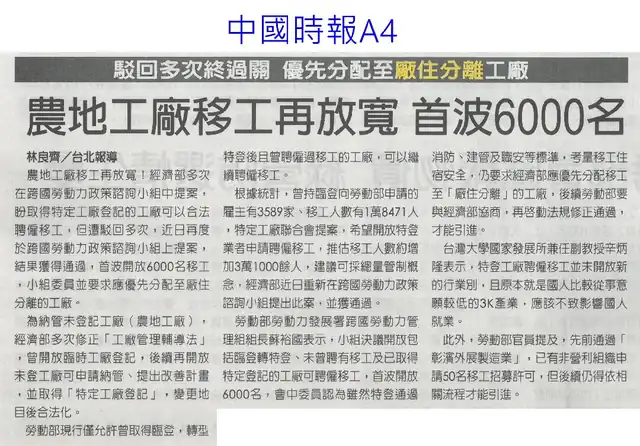 中國時報A4
駁回多次終過關 優先分配至廠住分離工廠
農地工廠移工再放寬 首波6000名
林良齊／台北報導
農地工廠移工再放寬！經濟部多次
在跨國勞動力政策諮詢小組中提案，
盼取得特定工廠登記的工廠可以合法
聘僱移工，但遭駁回多次，近日再度
於跨國勞動力政策諮詢小組上提案，
結果獲得通過，首波開放6000名移工
，小組委員並要求應優先分配至廠住
分離的工廠。
為納管未登記工廠（農地工廠），
經濟部多次修正「工廠管理輔導法」
，曾開放臨時工廠登記，後續再開放
未登工廠可申請納管、提出改善計畫
，並取得「特定工廠登記」，變更地
目後合法化。
勞動部現行僅允許曾取得臨登，轉型
特登後且曾聘僱過移工的工廠，可以繼
續聘僱移工。
根據統計，曾持臨登向勞動部申請的
雇主有3589家、移工人數有1萬8471人
，特定工廠聯合會提案，希望開放特登
業者申請聘僱移工，推估移工人數約增
加3萬1000餘人，建議可採總量管制概
念，經濟部近日重新在跨國勞動力政策
諮詢小組提出此案，並獲通過。
勞動部勞動力發展署跨國勞動力管
理組組長蘇裕國表示，小組決議開放包
括臨登轉特登、未曾聘有移工及已取得
特定登記的工廠可聘僱移工，首波開放
6000名，會中委員認為雖然特登通過
消防、建管及職安等標準，考量移工住
宿安全，仍要求經濟部應優先分配移工
至「廠住分離」的工廠，後續勞動部要
與經濟部協商，再啓動法規修正通過，
才能引進。
台灣大學國家發展所兼任副教授辛炳
隆表示，特登工廠聘僱移工並未開放新
的行業別，且原本就是國人比較從事意
願較低的3K產業，應該不致影響國人
就業。
此外，勞動部官員提及，先前通過「
彰濱外展製造業」，已有非營利組織申
請50名移工招募許可，但後續仍得依相
關流程才能引進。